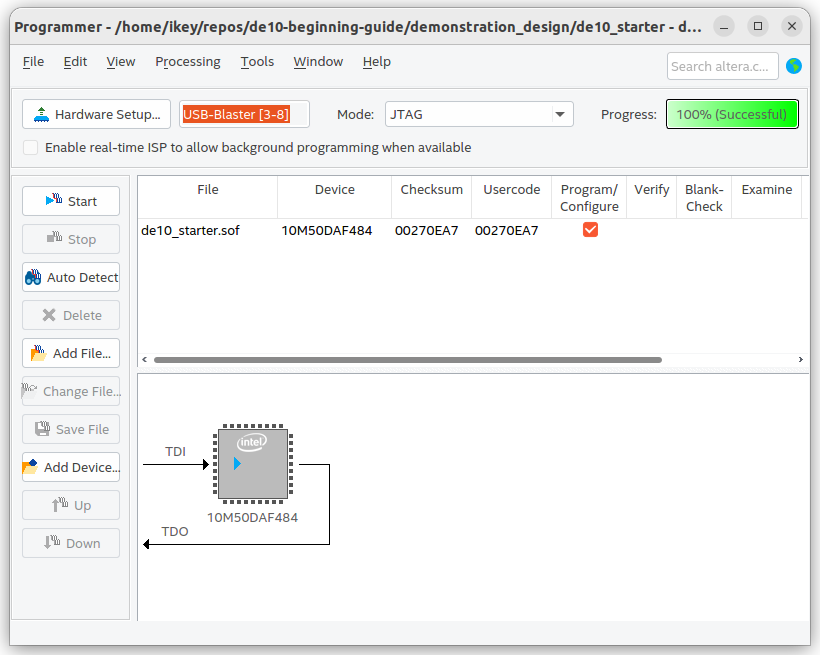 Programmer - /home/ikey/repos/de10-beginning-guide/demonstration_design/de10_starter - d...
File Edit View Processing Tools Window Help
Search altera.c...
Hardware Setup... USB-Blaster [3-8] Mode: JTAG Progress: 100% (Successful)
Enable real-time ISP to allow background programming when available
Start
Stop
Auto Detect
Delete
Add File...
Change File...
Save File
Add Device...
Up
Down
File Device Checksum Usercode Program/ Verify Blank- Examine
Configure Check
de10_starter.sof 10M50DAF484 00270EA7 00270EA7
intel
TDI
10M50DAF484
TDO